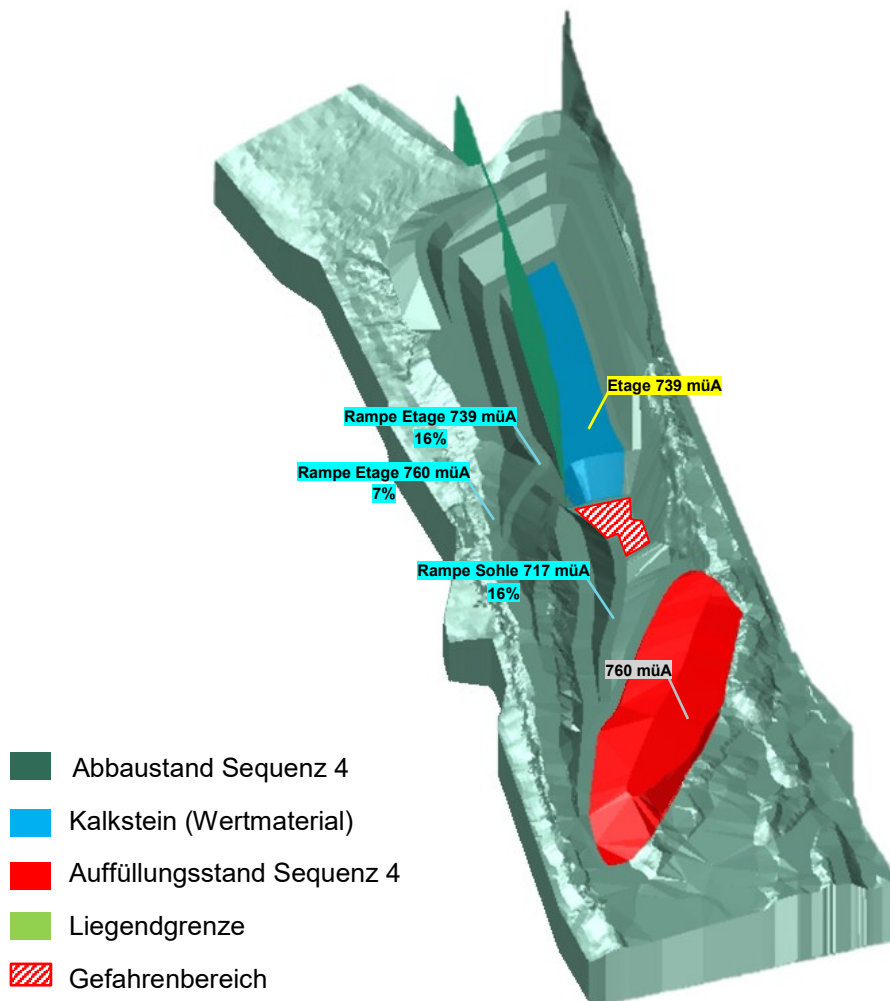 Etage 739 müA
Rampe Etage 739 müA
16%
Rampe Etage 760 müA
7%
Rampe Sohle 717 müA
16%
760 müA
Abbaustand Sequenz 4
Kalkstein (Wertmaterial)
Auffüllungsstand Sequenz 4
Liegendgrenze
Gefahrenbereich